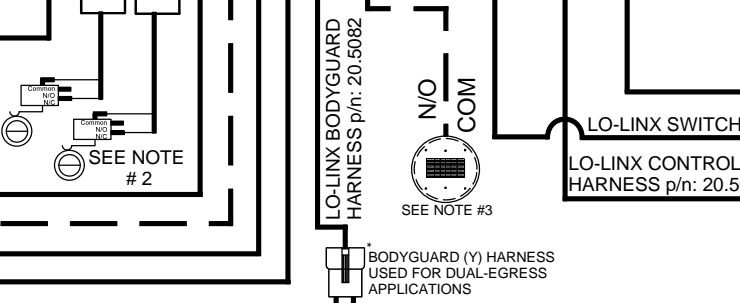 Common
N/O
N/C
Common
N/O
N/C
SEE NOTE
# 2
LO-LINX BODYGUARD
HARNESS p/n: 20.5082
N/O
COM
SEE NOTE #3
LO-LINX SWITCH
LO-LINX CONTROL
HARNESS p/n: 20.5
*
BODYGUARD (Y) HARNESS
USED FOR DUAL-EGRESS
APPLICATIONS